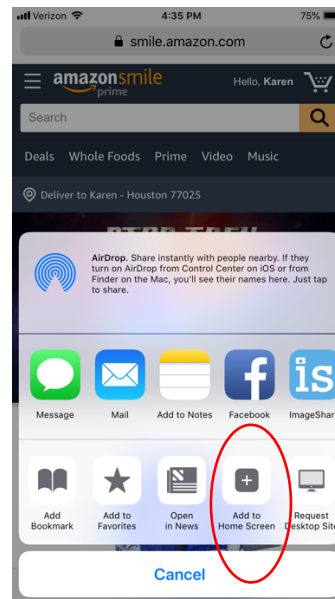 Verizon 4:35 PM 75%
smile.amazon.com
amazonsmile Hello, Karen
prime
Search
Deals Whole Foods Prime Video Music
Deliver to Karen - Houston 77025
STAR TREK
AirDrop. Share instantly with people nearby. If they
turn on AirDrop from Control Center on iOS or from
Finder on the Mac, you'll see their names here. Just tap
to share.
is
Message Mail Add to Notes Facebook ImageShar
Add Add to Open Add to Request
Bookmark Favorites in News Home Screen Desktop Site
Cancel